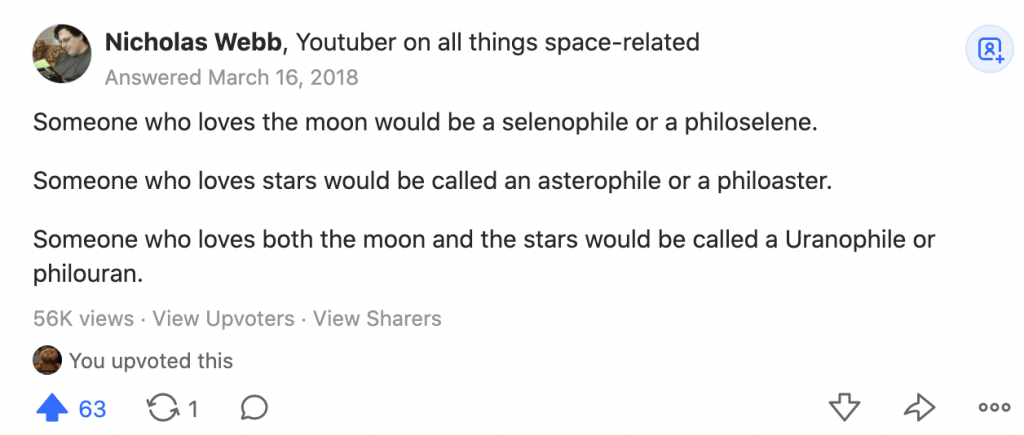 Nicholas Webb, Youtuber on all things space-related
Answered March 16, 2018
Someone who loves the moon would be a selenophile or a philoselene.
Someone who loves stars would be called an asterophile or a philoaster.
Someone who loves both the moon and the stars would be called a Uranophile or
philouran.
56K views · View Upvoters · View Sharers
You upvoted this
63 1